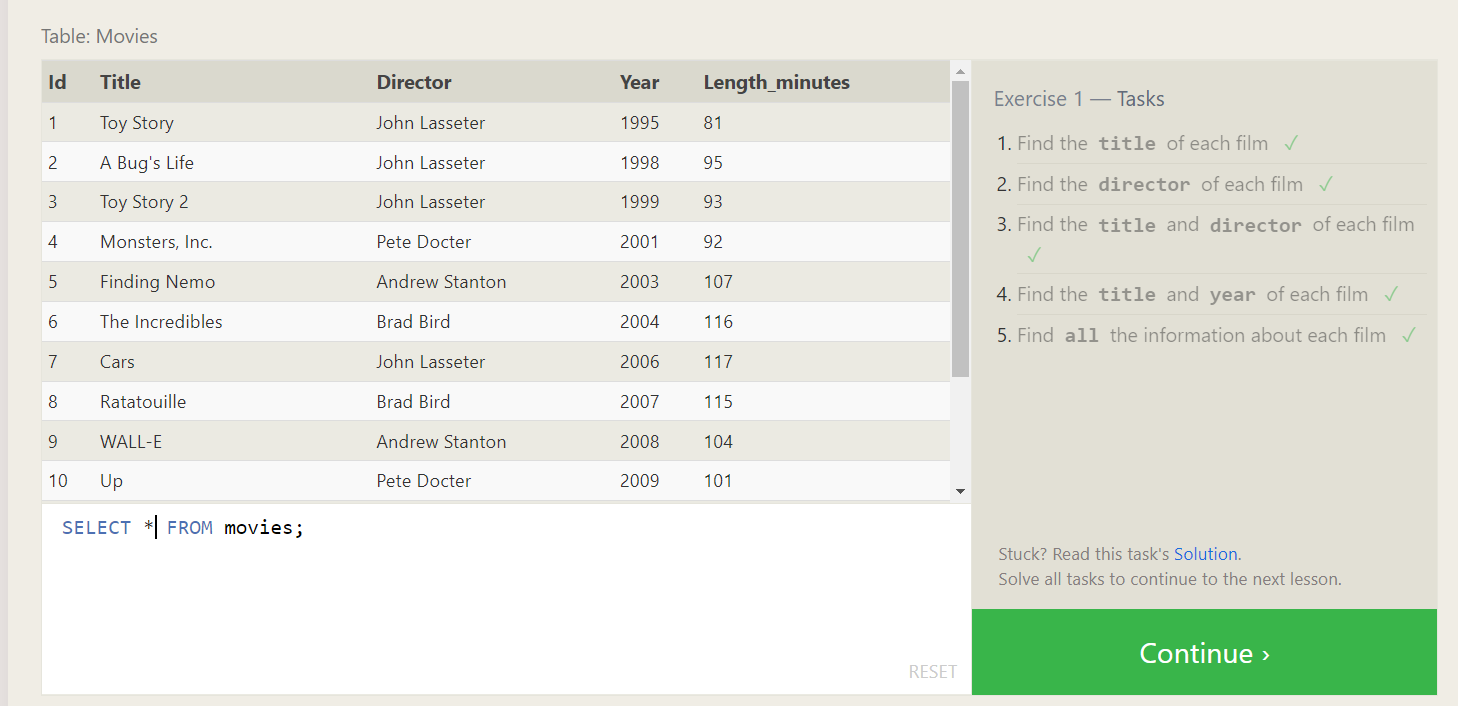 Table: Movies
Id Title Director Year Length_minutes
1 Toy Story John Lasseter 1995 81
2 A Bug's Life John Lasseter 1998 95
3 Toy Story 2 John Lasseter 1999 93
4 Monsters, Inc. Pete Docter 2001 92
5 Finding Nemo Andrew Stanton 2003 107
6 The Incredibles Brad Bird 2004 116
7 Cars John Lasseter 2006 117
8 Ratatouille Brad Bird 2007 115
9 WALL-E Andrew Stanton 2008 104
10 Up Pete Docter 2009 101
SELECT * FROM movies;
RESET
Exercise 1 — Tasks
1. Find the title of each film ✓
2. Find the director of each film ✓
3. Find the title and director of each film
✓
4. Find the title and year of each film ✓
5. Find all the information about each film ✓
Stuck? Read this task's Solution.
Solve all tasks to continue to the next lesson.
Continue ›